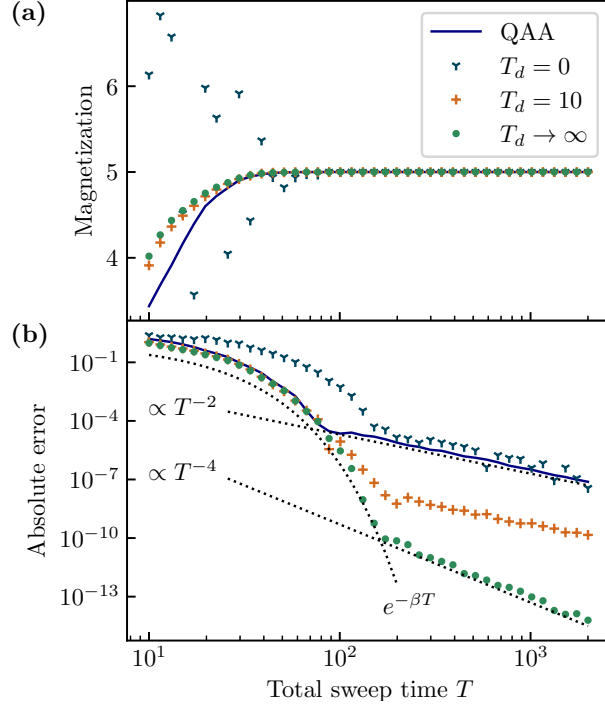 (a)
Magnetization
6
5
4
QAA
T_d = 0
T_d = 10
T_d → ∞
(b)
Absolute error
10^{-1}
10^{-4}
10^{-7}
10^{-10}
10^{-13}
∝ T^{-2}
∝ T^{-4}
e^{-βT}
10^1
10^2
10^3
Total sweep time T